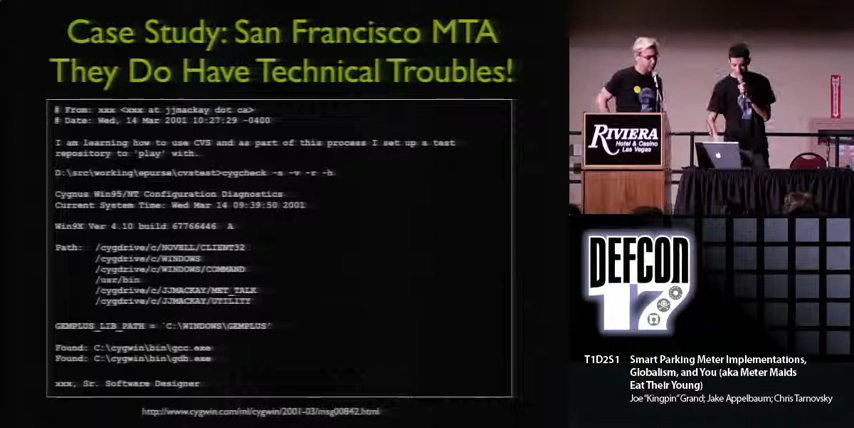 Case Study: San Francisco MTA
They Do Have Technical Troubles!
# From: xxx <xxx at jjmackay dot ca>
# Date: Wed, 14 Mar 2001 10:27:29 -0400
I am learning how to use CVS and as part of this process I set up a test
repository to 'play' with.
D:\src\working\epurse\cvstest>cygcheck -s -v -r -h
Cygnus Win95/NT Configuration Diagnostics
Current System Time: Wed Mar 14 09:39:50 2001
Win9X Ver 4.10 build 67766446 A
Path: /cygdrive/c/NOVELL/CLIENT32
/cygdrive/c/WINDOWS
/cygdrive/c/WINDOWS/COMMAND
/usr/bin
/cygdrive/c/JJMACKAY/MET_TALK
/cygdrive/c/JJMACKAY/UTILITY
GEMPLUS_LIB_PATH = `C:\WINDOWS\GEMPLUS'
Found: C:\cygwin\bin\gcc.exe
Found: C:\cygwin\bin\gdb.exe
xxx, Sr. Software Designer
http://www.cygwin.com/ml/cygwin/2001-03/msg00842.html
RIVIERA
Hotel & Casino
Las Vegas
DEFCON
17
T1D2S1 Smart Parking Meter Implementations,
Globalism, and You (aka Meter Maids
Eat Their Young)
Joe "Kingpin" Grand; Jake Appelbaum; Chris Tarnovsky